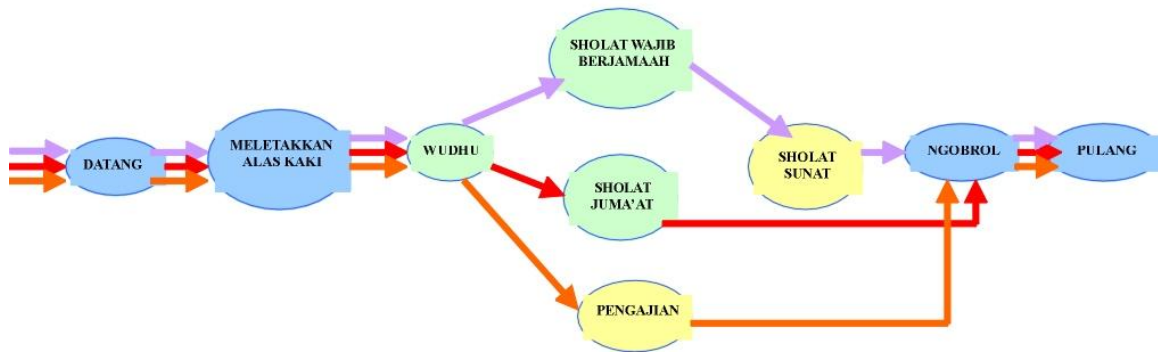 DATANG
MELETAKKAN
ALAS KAKI
WUDHU
SHOLAT WAJIB
BERJAMAAH
SHOLAT
JUMA'AT
PENGAJIAN
SHOLAT
SUNAT
NGOBROL
PULANG